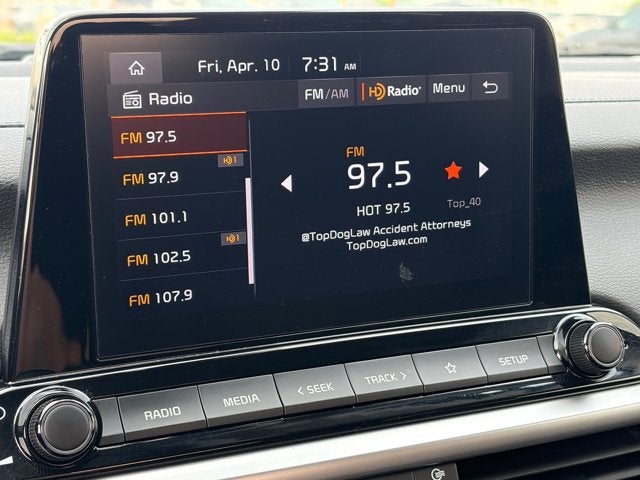 Fri, Apr. 10 7:31 AM
Radio FM/AM HD Radio Menu
FM 97.5
HD1
FM 97.9
FM 101.1
HD1
FM 102.5
FM 107.9
FM
97.5
HOT 97.5 Top_40
@TopDogLaw Accident Attorneys
TopDogLaw.com
RADIO MEDIA < SEEK TRACK > SETUP